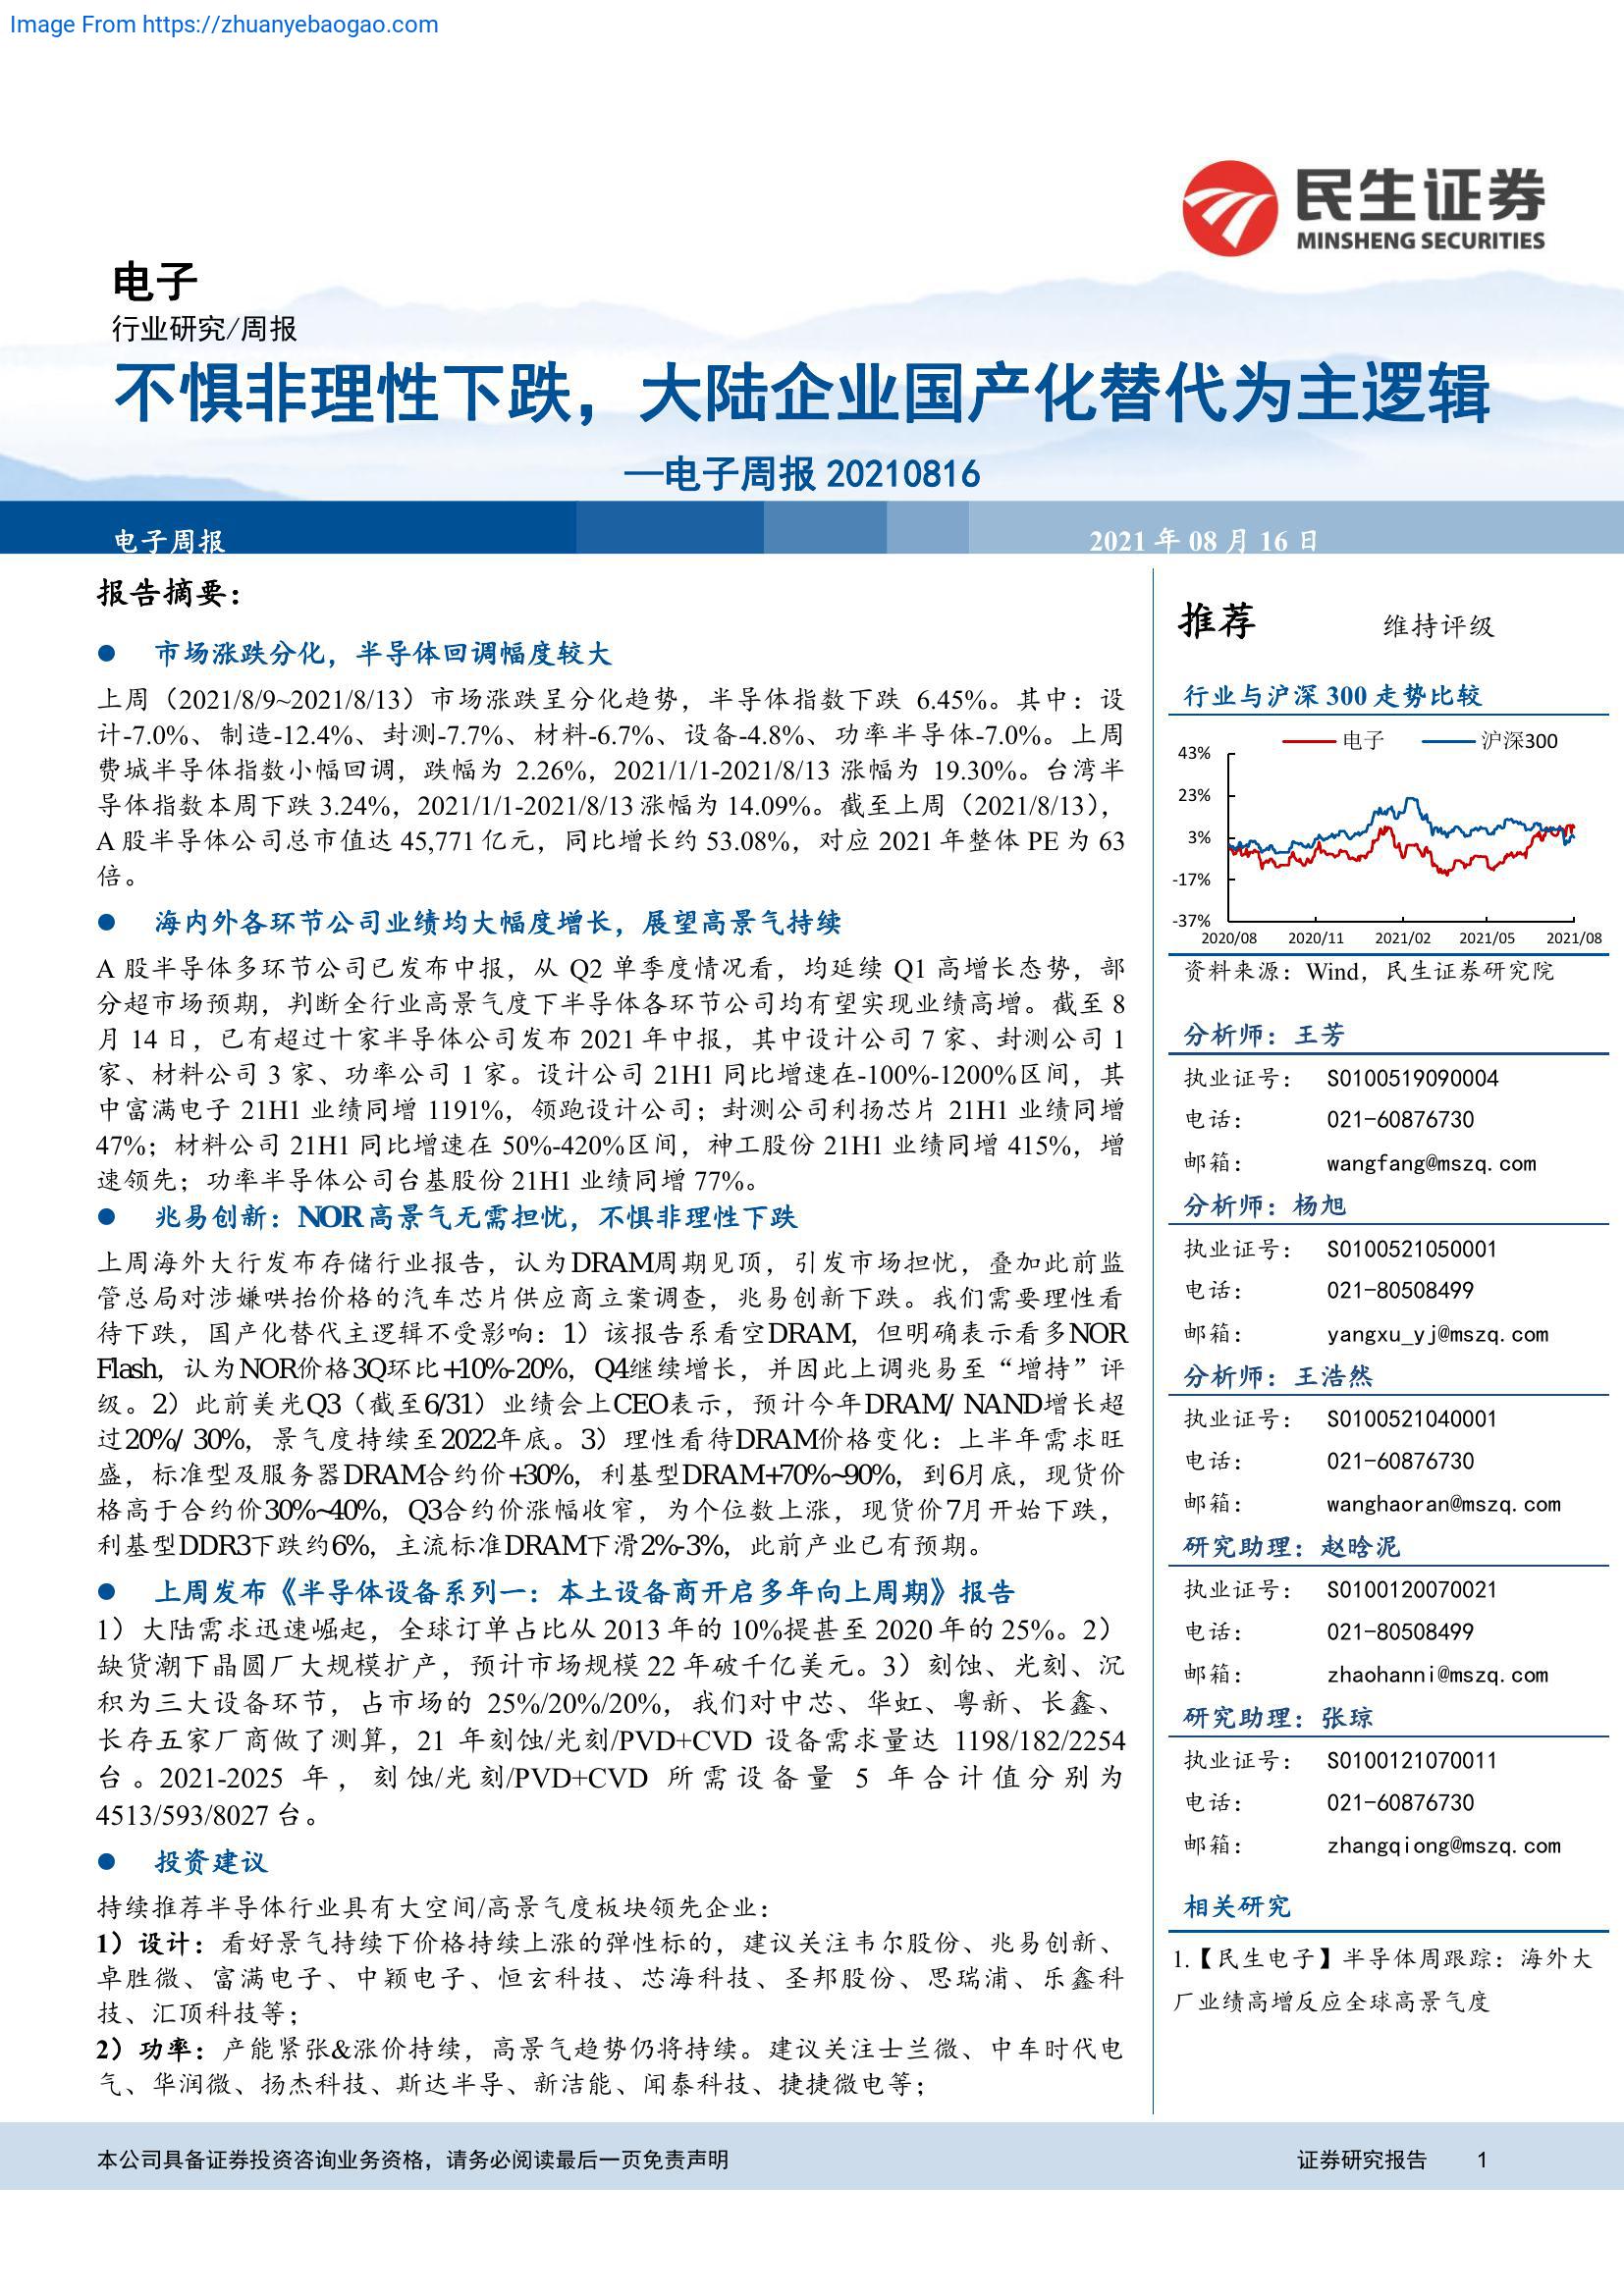 Image From https://zhuanyebaogao.com
民生证券
MINSHENG SECURITIES
电子
行业研究/周报
不惧非理性下跌，大陆企业国产化替代为主逻辑
—电子周报 20210816
电子周报
2021 年 08 月 16 日
报告摘要：
● 市场涨跌分化，半导体回调幅度较大
上周（2021/8/9~2021/8/13）市场涨跌呈分化趋势，半导体指数下跌 6.45%。其中：设
计-7.0%、制造-12.4%、封测-7.7%、材料-6.7%、设备-4.8%、功率半导体-7.0%。上周
费城半导体指数小幅回调，跌幅为 2.26%，2021/1/1-2021/8/13 涨幅为 19.30%。台湾半
导体指数本周下跌 3.24%，2021/1/1-2021/8/13 涨幅为 14.09%。截至上周（2021/8/13），
A 股半导体公司总市值达 45,771 亿元，同比增长约 53.08%，对应 2021 年整体 PE 为 63
倍。
● 海内外各环节公司业绩均大幅度增长，展望高景气持续
A 股半导体多环节公司已发布中报，从 Q2 单季度情况看，均延续 Q1 高增长态势，部
分超市场预期，判断全行业高景气度下半导体各环节公司均有望实现业绩高增。截至 8
月 14 日，已有超过十家半导体公司发布 2021 年中报，其中设计公司 7 家、封测公司 1
家、材料公司 3 家、功率公司 1 家。设计公司 21H1 同比增速在-100%-1200%区间，其
中富满电子 21H1 业绩同增 1191%，领跑设计公司；封测公司利扬芯片 21H1 业绩同增
47%；材料公司 21H1 同比增速在 50%-420%区间，神工股份 21H1 业绩同增 415%，增
速领先；功率半导体公司台基股份 21H1 业绩同增 77%。
● 兆易创新：NOR 高景气无需担忧，不惧非理性下跌
上周海外大行发布存储行业报告，认为DRAM周期见顶，引发市场担忧，叠加此前监
管总局对涉嫌哄抬价格的汽车芯片供应商立案调查，兆易创新下跌。我们需要理性看
待下跌，国产化替代主逻辑不受影响：1）该报告系看空DRAM，但明确表示看多NOR
Flash，认为NOR价格3Q环比+10%-20%，Q4继续增长，并因此上调兆易至“增持”评
级。2）此前美光Q3（截至6/31）业绩会上CEO表示，预计今年DRAM/ NAND增长超
过20%/ 30%，景气度持续至2022年底。3）理性看待DRAM价格变化：上半年需求旺
盛，标准型及服务器DRAM合约价+30%，利基型DRAM+70%~90%，到6月底，现货价
格高于合约价30%~40%，Q3合约价涨幅收窄，为个位数上涨，现货价7月开始下跌，
利基型DDR3下跌约6%，主流标准DRAM下滑2%-3%，此前产业已有预期。
● 上周发布《半导体设备系列一：本土设备商开启多年向上周期》报告
1）大陆需求迅速崛起，全球订单占比从 2013 年的 10%提甚至 2020 年的 25%。2）
缺货潮下晶圆厂大规模扩产，预计市场规模 22 年破千亿美元。3）刻蚀、光刻、沉
积为三大设备环节，占市场的 25%/20%/20%，我们对中芯、华虹、粤新、长鑫、
长存五家厂商做了测算，21 年刻蚀/光刻/PVD+CVD 设备需求量达 1198/182/2254
台。2021-2025 年，刻蚀/光刻/PVD+CVD 所需设备量 5 年合计值分别为
4513/593/8027 台。
● 投资建议
持续推荐半导体行业具有大空间/高景气度板块领先企业：
1）设计：看好景气持续下价格持续上涨的弹性标的，建议关注韦尔股份、兆易创新、
卓胜微、富满电子、中颖电子、恒玄科技、芯海科技、圣邦股份、思瑞浦、乐鑫科
技、汇顶科技等；
2）功率：产能紧张&涨价持续，高景气趋势仍将持续。建议关注士兰微、中车时代电
气、华润微、扬杰科技、斯达半导、新洁能、闻泰科技、捷捷微电等；
推荐 维持评级
行业与沪深 300 走势比较
电子 沪深300
43%
23%
3%
-17%
-37%
2020/08 2020/11 2021/02 2021/05 2021/08
资料来源：Wind，民生证券研究院
分析师：王芳
执业证号： S0100519090004
电话： 021-60876730
邮箱： wangfang@mszq.com
分析师：杨旭
执业证号： S0100521050001
电话： 021-80508499
邮箱： yangxu_yj@mszq.com
分析师：王浩然
执业证号： S0100521040001
电话： 021-60876730
邮箱： wanghaoran@mszq.com
研究助理：赵晗泥
执业证号： S0100120070021
电话： 021-80508499
邮箱： zhaohanni@mszq.com
研究助理：张琼
执业证号： S0100121070011
电话： 021-60876730
邮箱： zhangqiong@mszq.com
相关研究
1.【民生电子】半导体周跟踪：海外大
厂业绩高增反应全球高景气度
本公司具备证券投资咨询业务资格，请务必阅读最后一页免责声明
证券研究报告 1